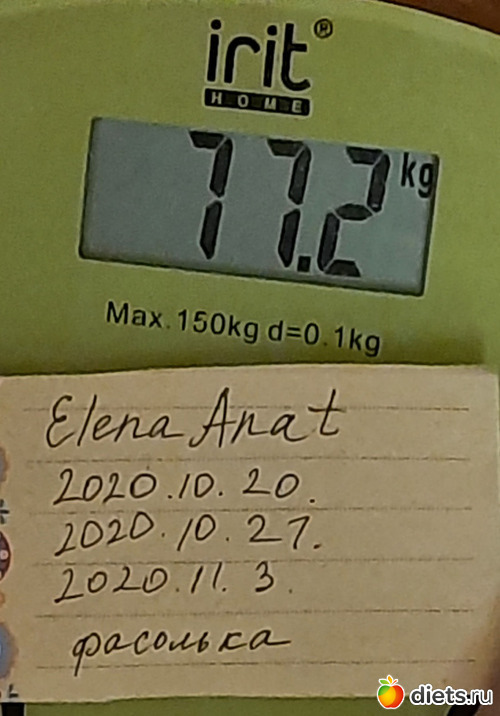 irit®
HOME
77.2 kg
Max. 150kg d=0.1kg
Elena Anat
2020.10.20.
2020.10.27.
2020.11.3.
фасолька
diets.ru